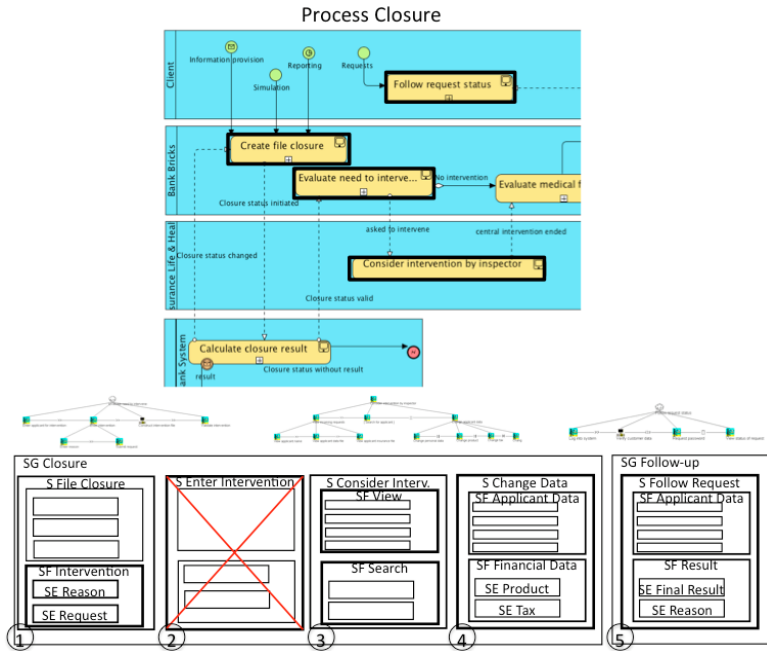 Process Closure
Client
Information provision
Simulation
Reporting
Requests
Follow request status
Bank Bricks
Create file closure
Evaluate need to interve...
No intervention
Evaluate medical f
Closure status initiated
asked to intervene
central intervention ended
surance Life & Heal
Closure status changed
Consider intervention by inspector
Closure status valid
ank System
Calculate closure result
result
Closure status without result
SG Closure
S File Closure
SF Intervention
SE Reason
SE Request
1
S Enter Intervention
2
S Consider Interv.
SF View
SF Search
3
S Change Data
SF Applicant Data
SF Financial Data
SE Product
SE Tax
4
SG Follow-up
S Follow Request
SF Applicant Data
SF Result
SE Final Result
SE Reason
5